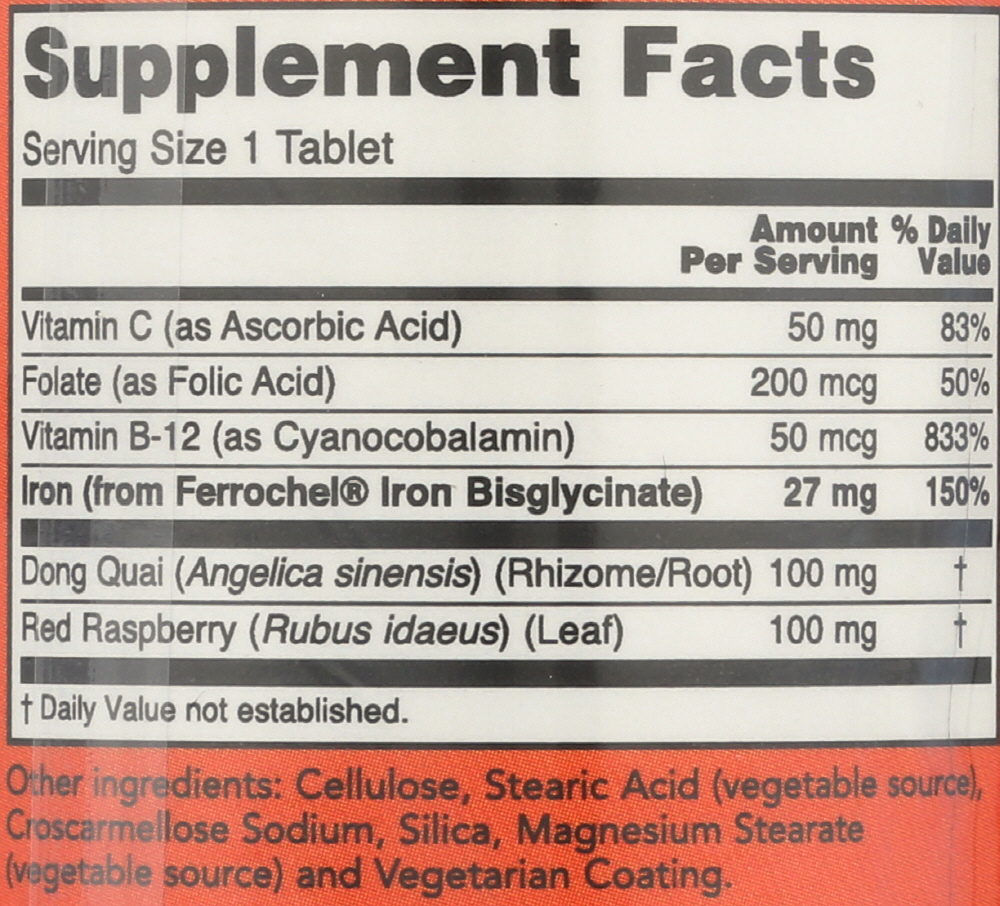 Supplement Facts
Serving Size 1 Tablet
Amount % Daily
Per Serving Value
Vitamin C (as Ascorbic Acid) 50 mg 83%
Folate (as Folic Acid) 200 mcg 50%
Vitamin B-12 (as Cyanocobalamin) 50 mcg 833%
Iron (from Ferrochel® Iron Bisglycinate) 27 mg 150%
Dong Quai (Angelica sinensis) (Rhizome/Root) 100 mg †
Red Raspberry (Rubus idaeus) (Leaf) 100 mg †
† Daily Value not established.
Other ingredients: Cellulose, Stearic Acid (vegetable source),
Croscarmellose Sodium, Silica, Magnesium Stearate
(vegetable source) and Vegetarian Coating.